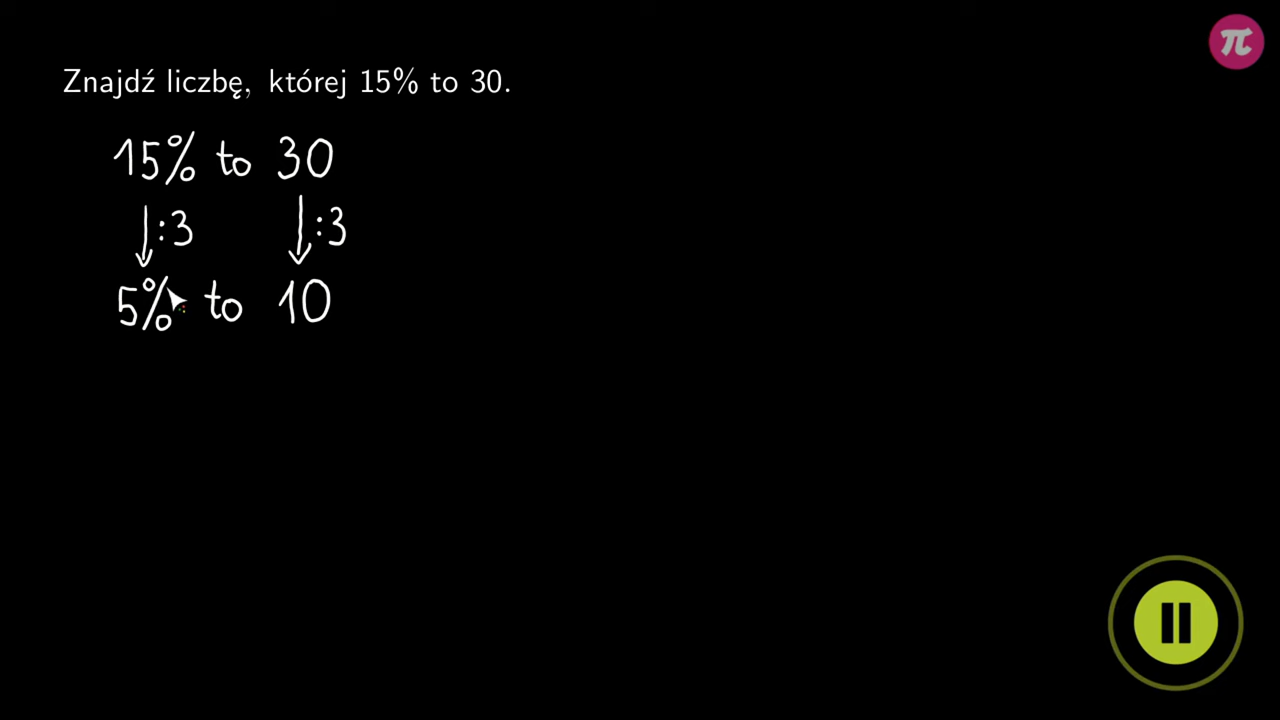 π
Znajdź liczbę, której 15% to 30.
15% to 30
:3 :3
5% to 10